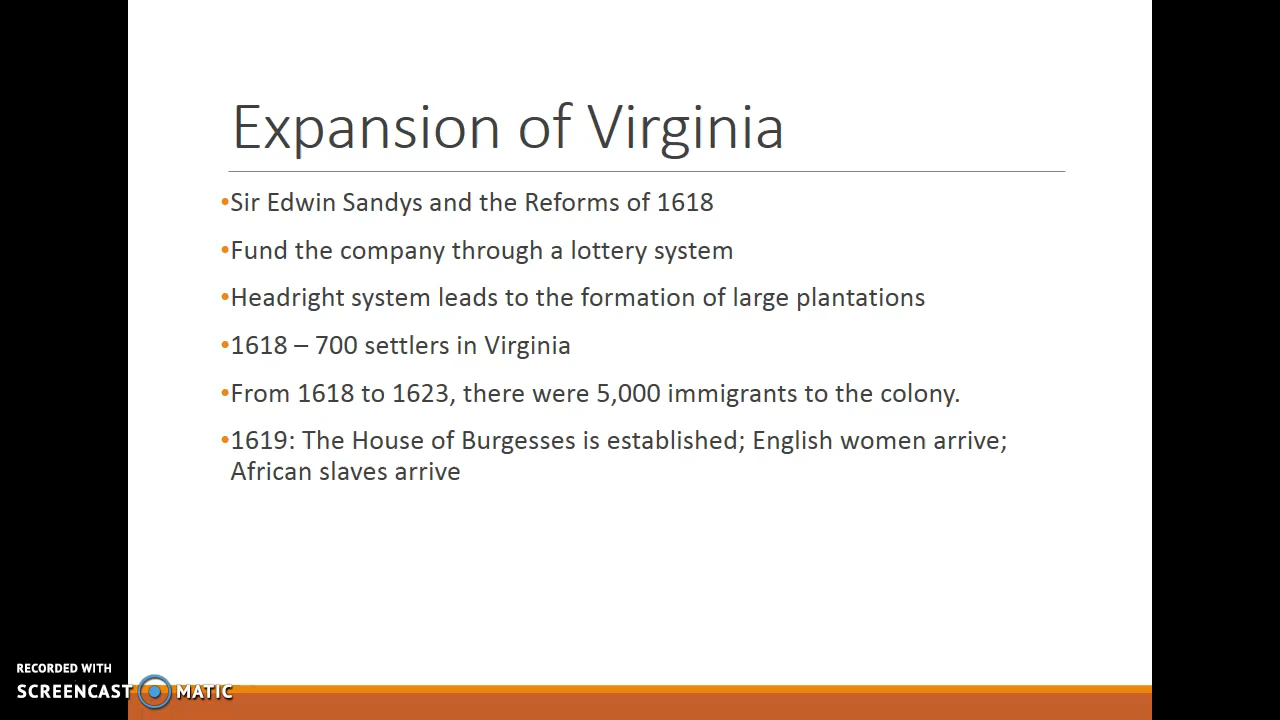 Expansion of Virginia
•Sir Edwin Sandys and the Reforms of 1618
•Fund the company through a lottery system
•Headright system leads to the formation of large plantations
•1618 – 700 settlers in Virginia
•From 1618 to 1623, there were 5,000 immigrants to the colony.
•1619: The House of Burgesses is established; English women arrive;
African slaves arrive
RECORDED WITH
SCREENCAST MATIC